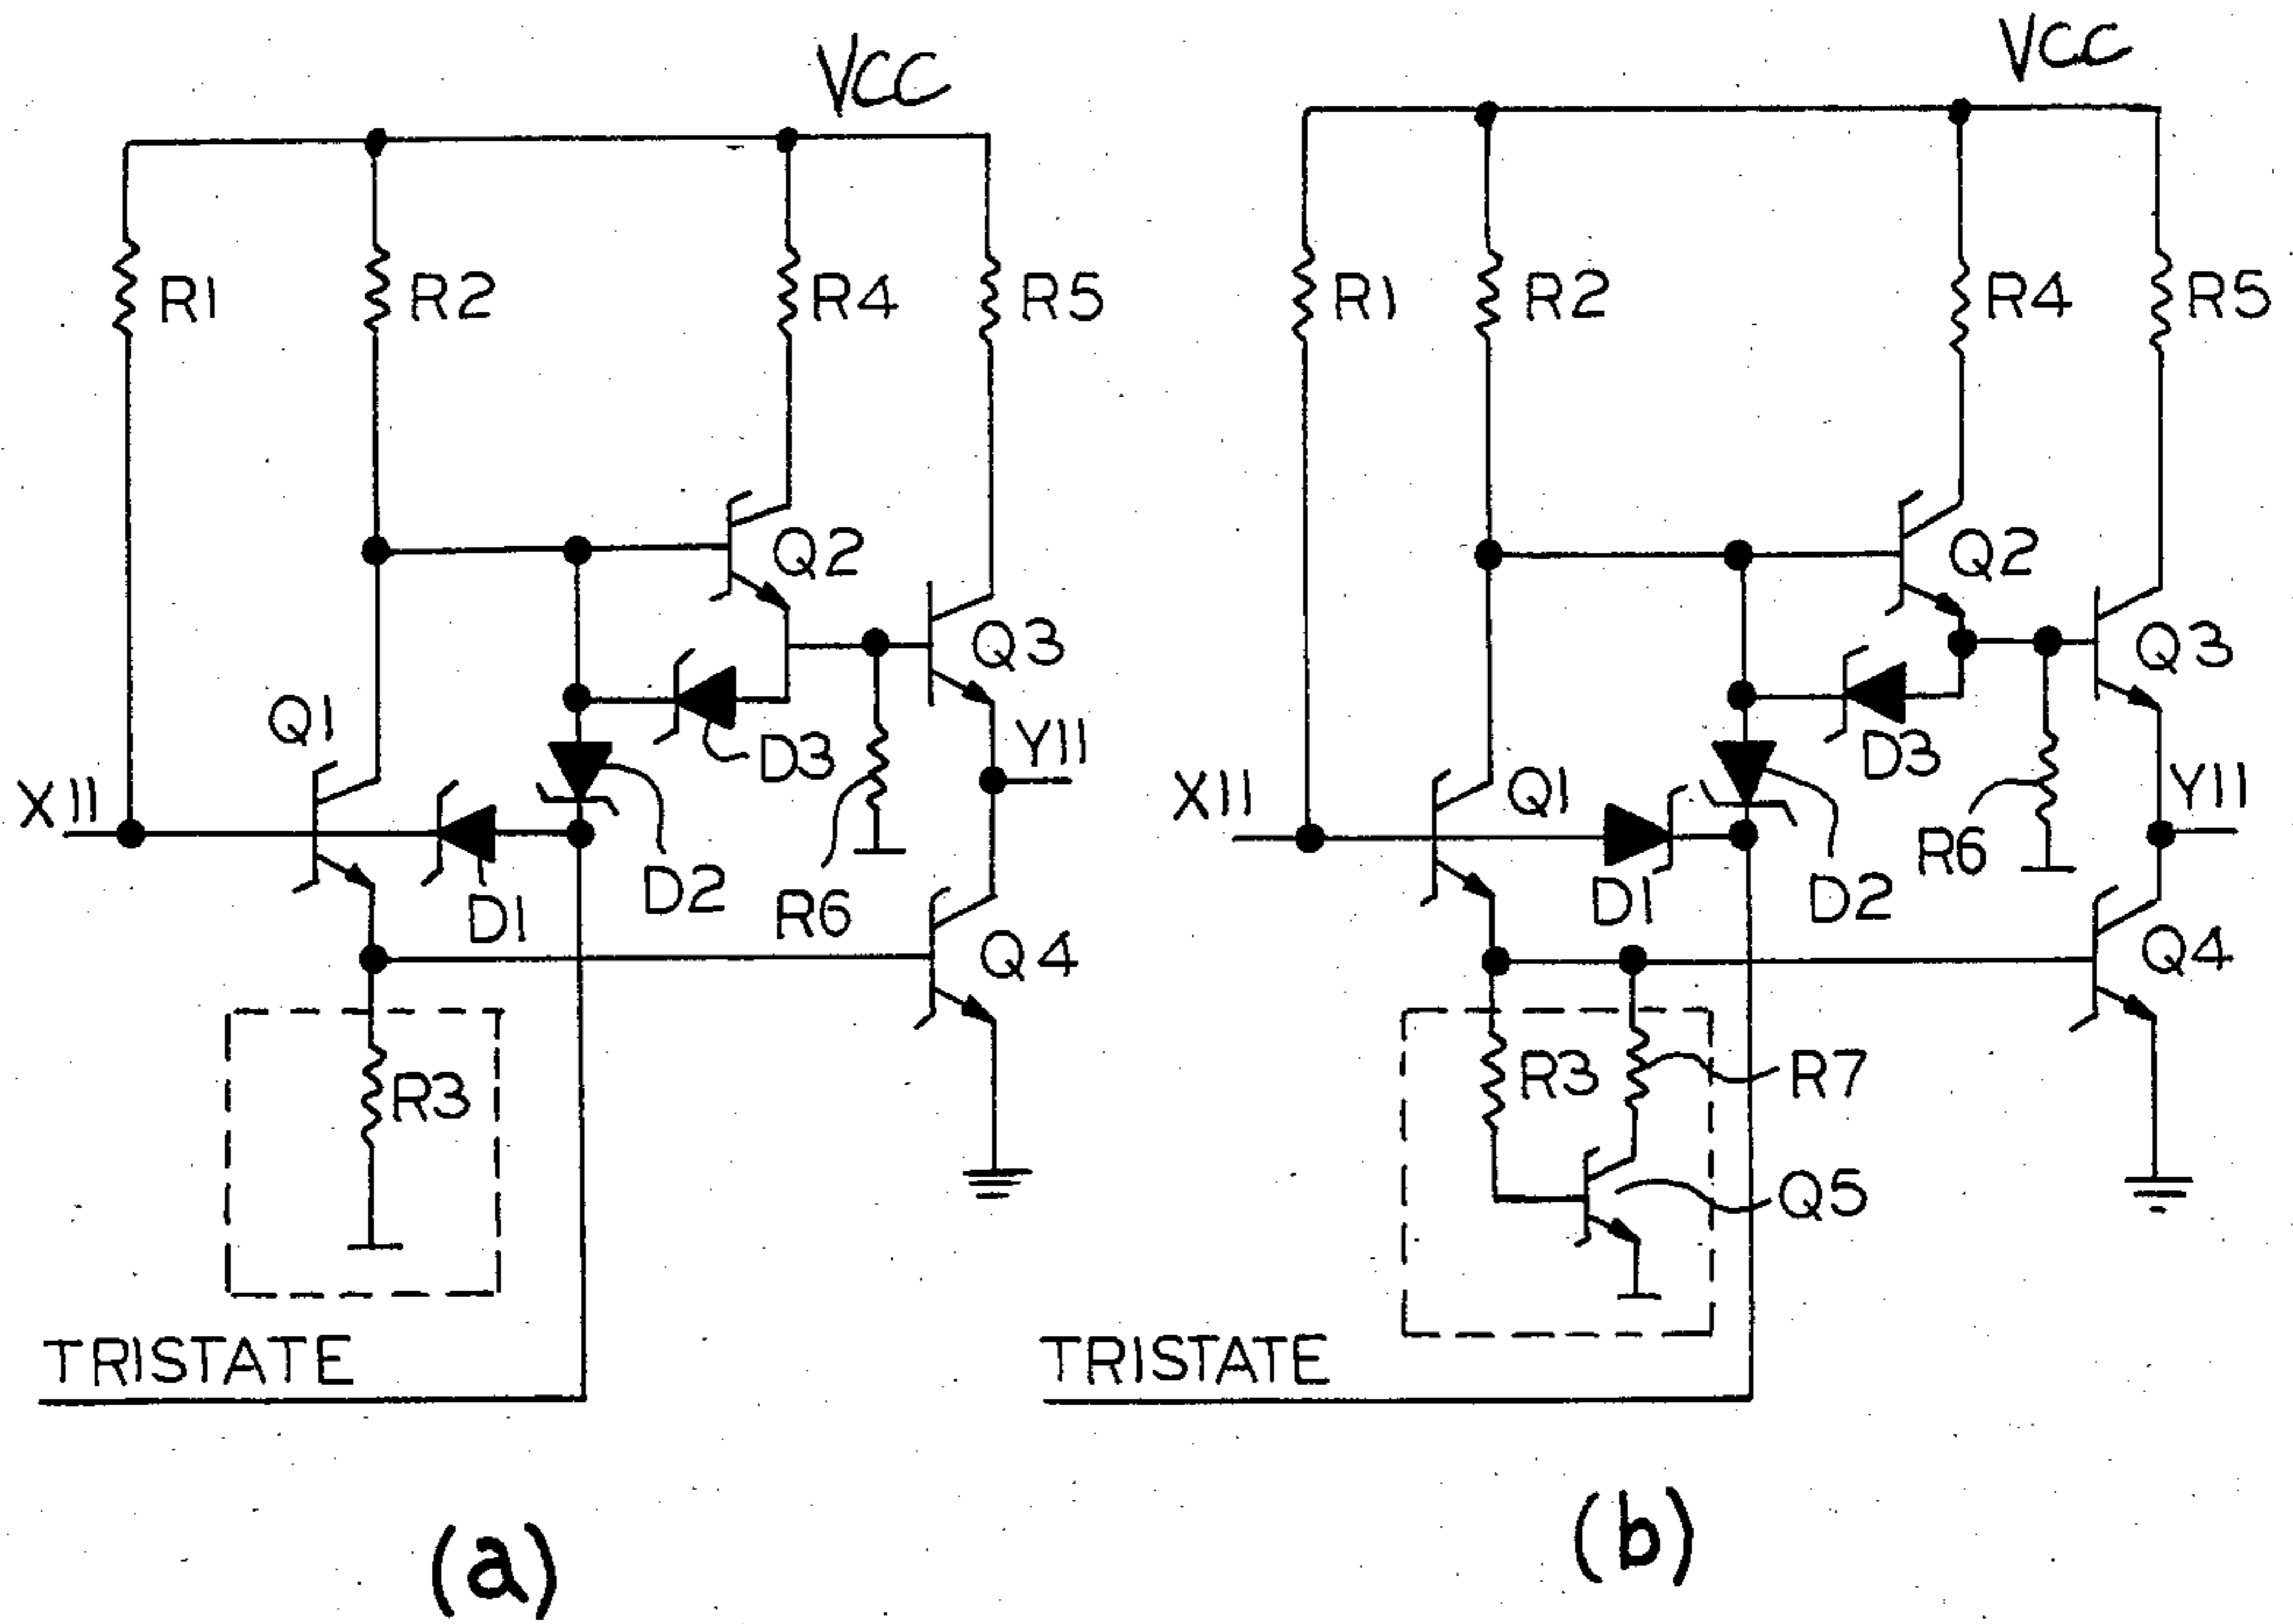 VCC
R1
R2
R4
R5
Q2
Q3
Q1
D3
Y11
X11
D1
D2
R6
Q4
R3
TRISTATE
(a)
VCC
R1
R2
R4
R5
Q2
Q3
D3
Q1
Y11
X11
D1
D2
R6
Q4
R3
R7
Q5
TRISTATE
(b)